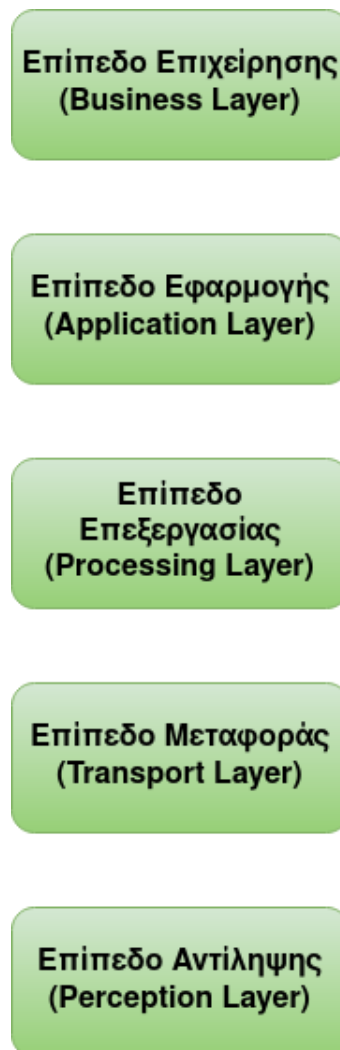 Επίπεδο Επιχείρησης
(Business Layer)
Επίπεδο Εφαρμογής
(Application Layer)
Επίπεδο
Επεξεργασίας
(Processing Layer)
Επίπεδο Μεταφοράς
(Transport Layer)
Επίπεδο Αντίληψης
(Perception Layer)